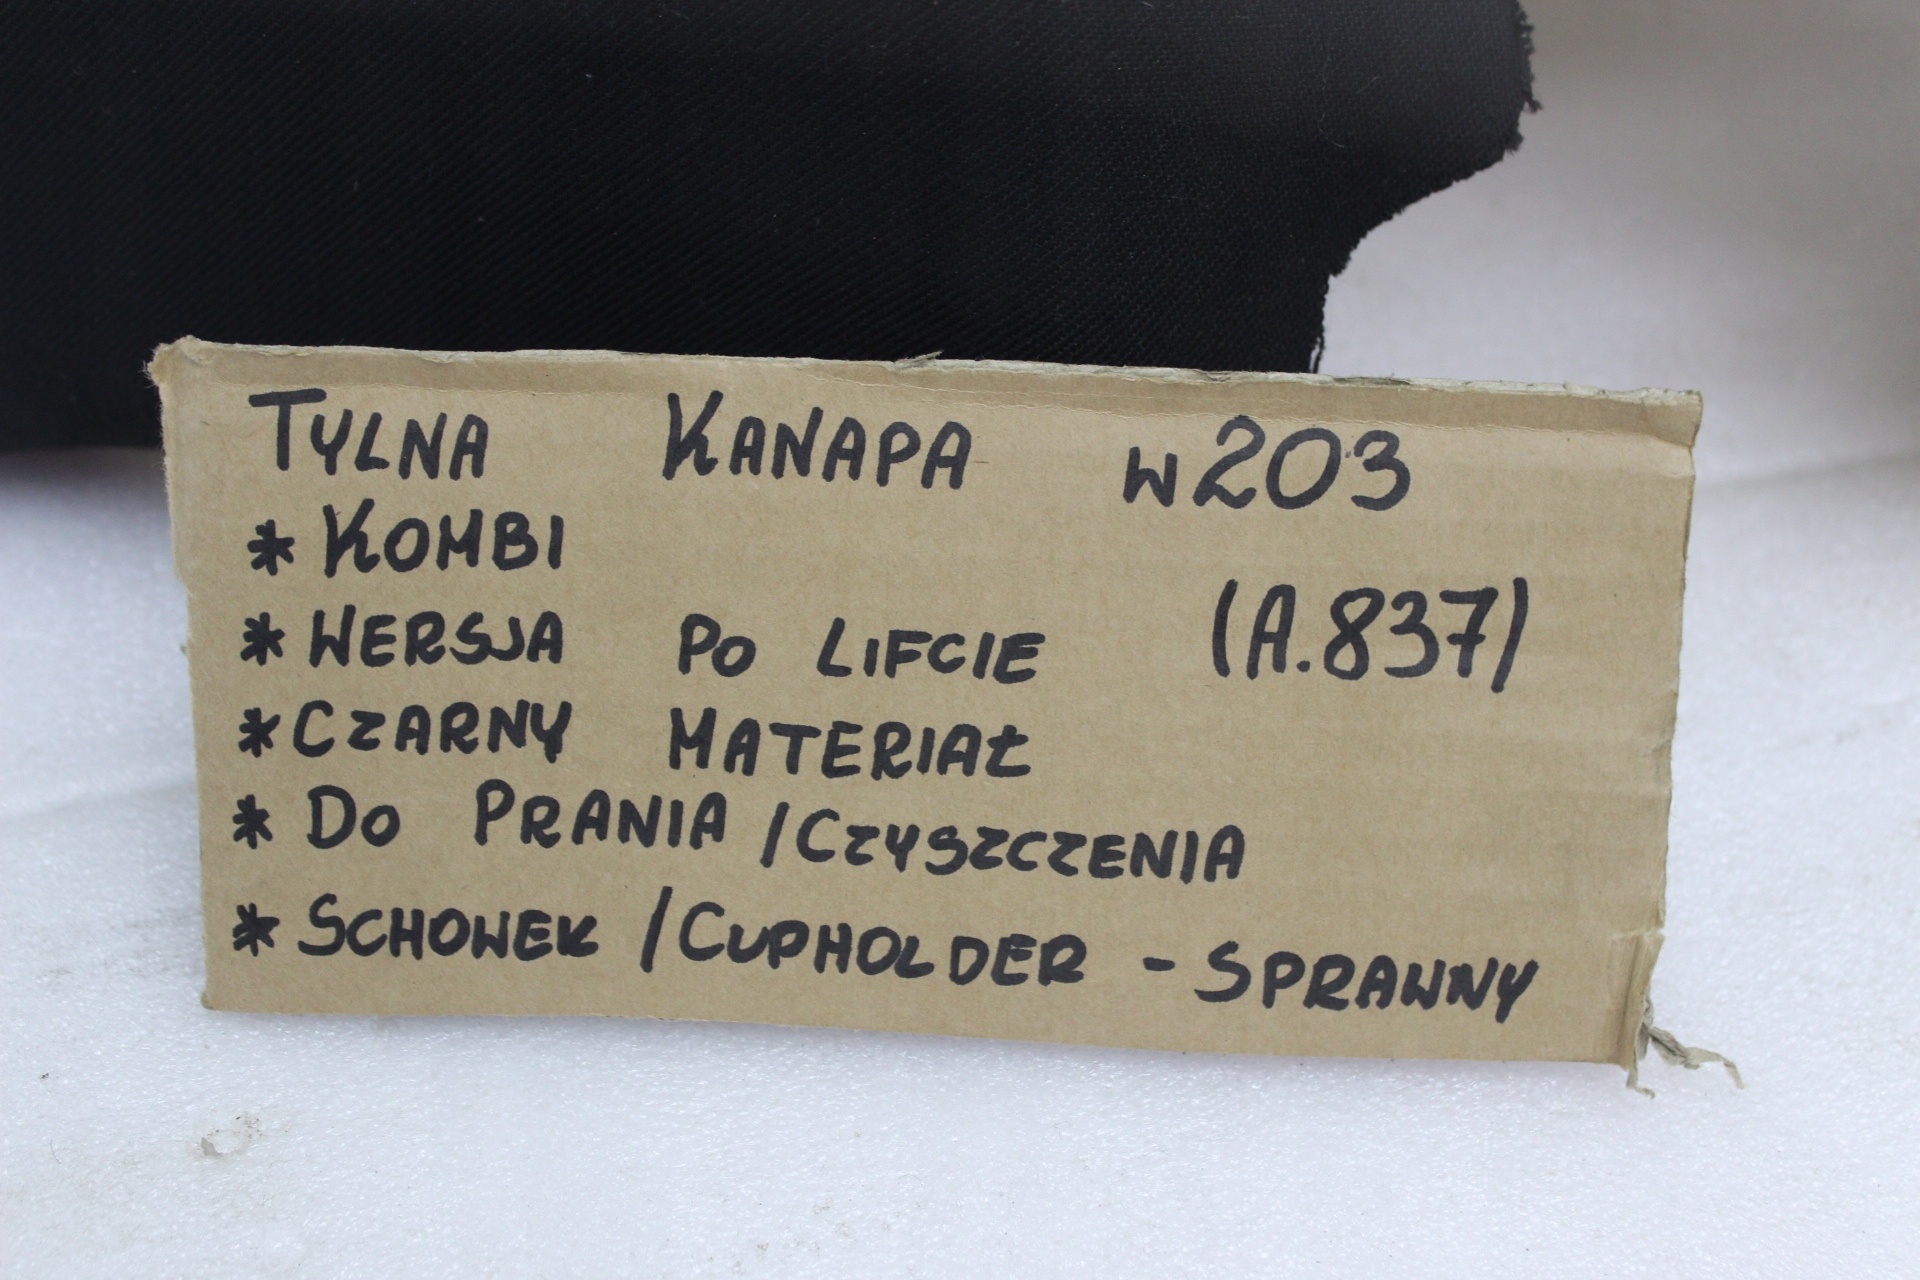 TYLNA KANAPA W203
* KOMBI
* WERSJA PO LIFCIE (A.837)
* CZARNY MATERIAŁ
* DO PRANIA / CZYSZCZENIA
* SCHOWEK / CUPHOLDER - SPRAWNY